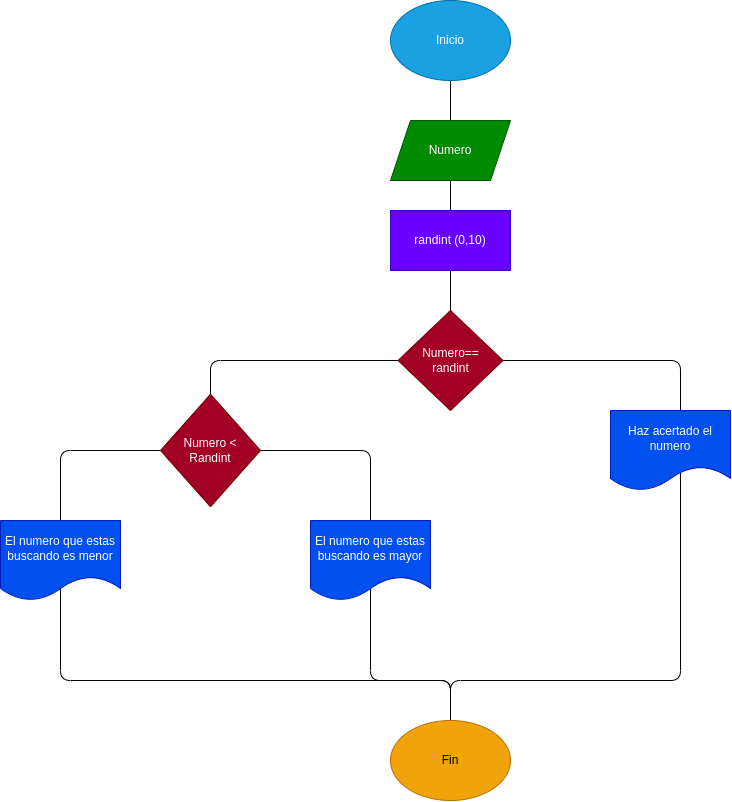 Inicio
Numero
randint (0,10)
Numero==
randint
Haz acertado el
numero
Numero <
Randint
El numero que estas
buscando es menor
El numero que estas
buscando es mayor
Fin